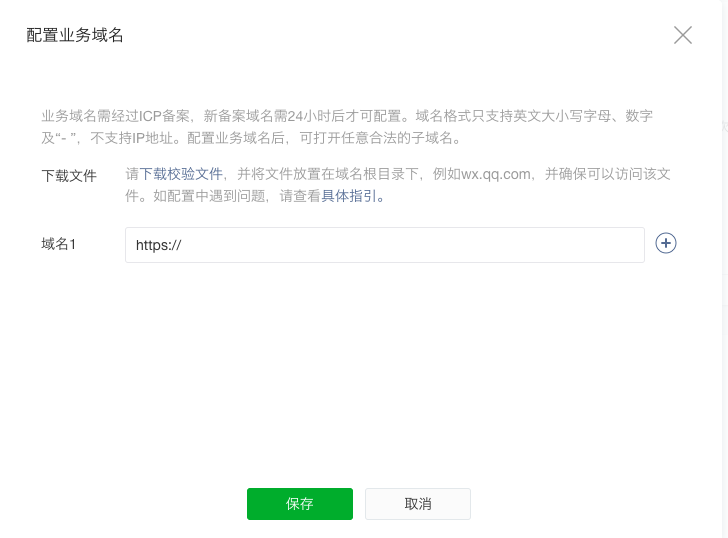 配置业务域名
业务域名需经过ICP备案，新备案域名需24小时后才可配置。域名格式只支持英文大小写字母、数字
及“- ”，不支持IP地址。配置业务域名后，可打开任意合法的子域名。
下载文件
请下载校验文件，并将文件放置在域名根目录下，例如wx.qq.com，并确保可以访问该文
件。如配置中遇到问题，请查看具体指引。
域名1
https://
保存
取消